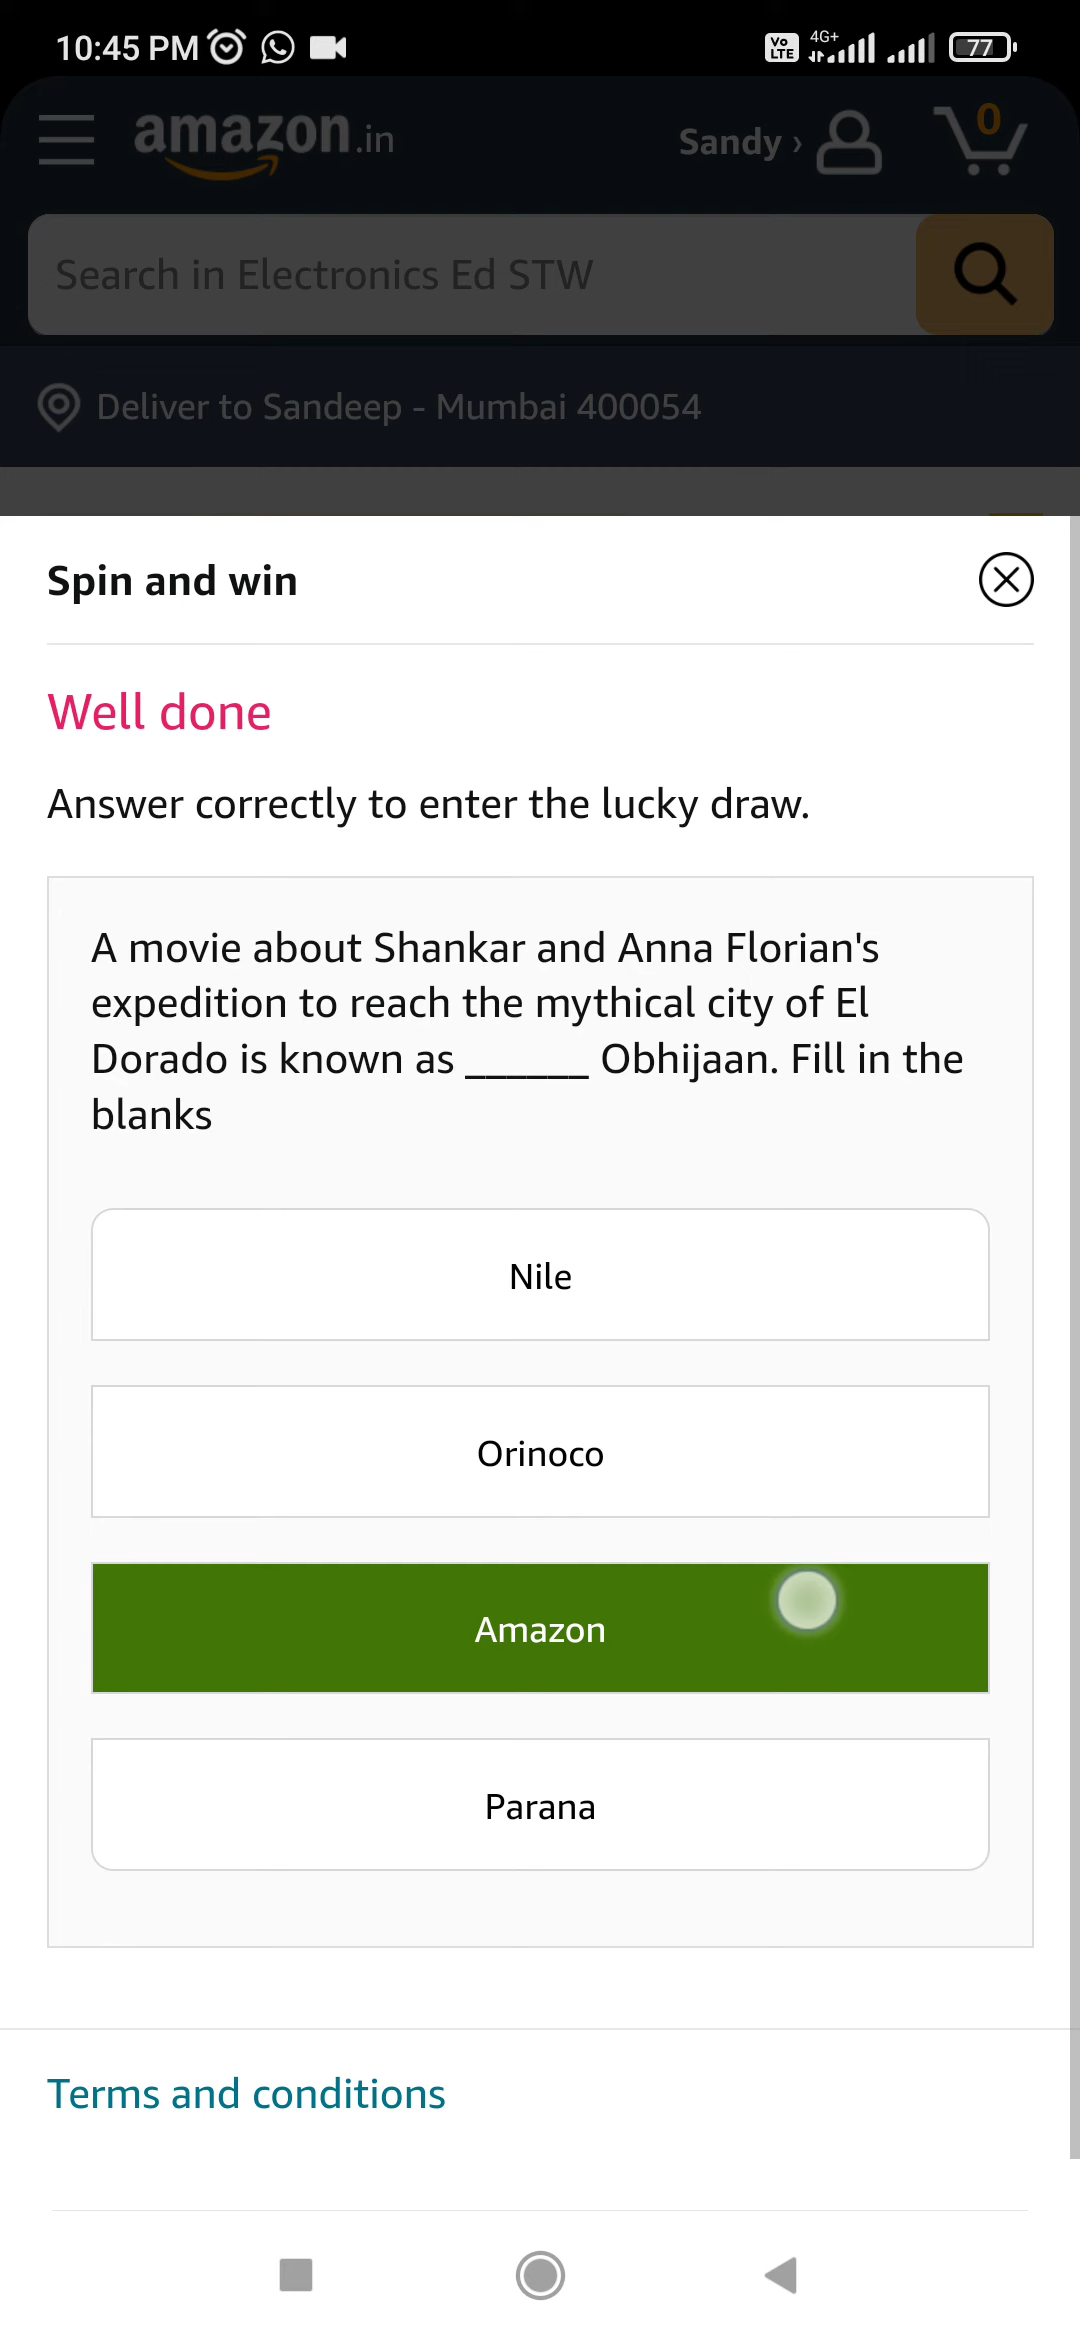 10:45 PM Vo LTE 4G+ 77
amazon.in Sandy › 0
Search in Electronics Ed STW
Deliver to Sandeep - Mumbai 400054
Spin and win
Well done
Answer correctly to enter the lucky draw.
A movie about Shankar and Anna Florian's
expedition to reach the mythical city of El
Dorado is known as ______ Obhijaan. Fill in the
blanks
Nile
Orinoco
Amazon
Parana
Terms and conditions